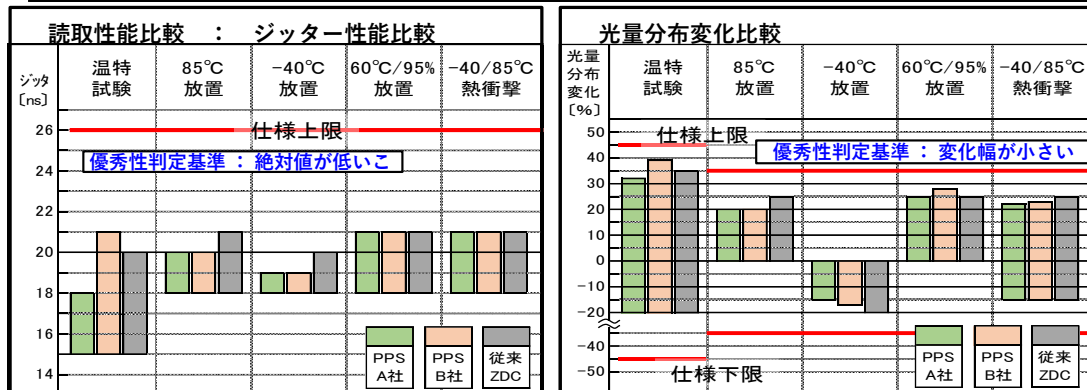 読取性能比較 ： ジッター性能比較
ジッタ
[ns]
温特
試験
85℃
放置
-40℃
放置
60℃/95%
放置
-40/85℃
熱衝撃
26
24
22
20
18
16
14
仕様上限
優秀性判定基準 ： 絶対値が低いこ
PPS
A社
PPS
B社
従来
ZDC
光量分布変化比較
光量
分布
変化
[%]
温特
試験
85℃
放置
-40℃
放置
60℃/95%
放置
-40/85℃
熱衝撃
50
40
30
20
10
0
-10
-20
-40
-50
仕様上限
優秀性判定基準 ： 変化幅が小さい
仕様下限
PPS
A社
PPS
B社
従来
ZDC